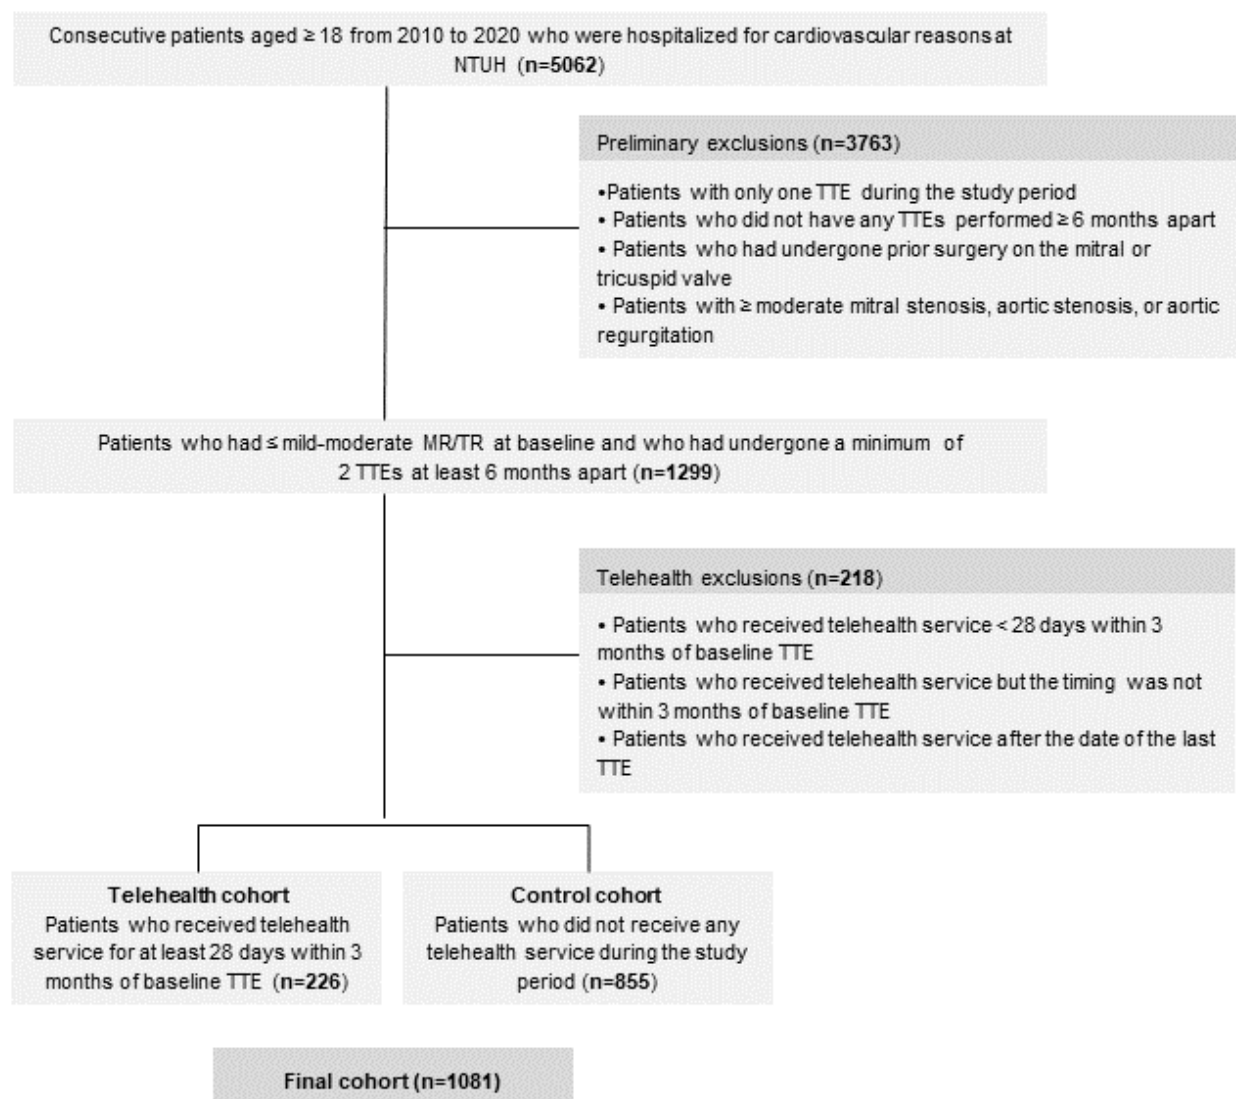 Consecutive patients aged ≥ 18 from 2010 to 2020 who were hospitalized for cardiovascular reasons at
NTUH (n=5062)
Preliminary exclusions (n=3763)
•Patients with only one TTE during the study period
• Patients who did not have any TTEs performed ≥ 6 months apart
• Patients who had undergone prior surgery on the mitral or
tricuspid valve
• Patients with ≥ moderate mitral stenosis, aortic stenosis, or aortic
regurgitation
Patients who had ≤ mild-moderate MR/TR at baseline and who had undergone a minimum of
2 TTEs at least 6 months apart (n=1299)
Telehealth exclusions (n=218)
• Patients who received telehealth service < 28 days within 3
months of baseline TTE
• Patients who received telehealth service but the timing was not
within 3 months of baseline TTE
• Patients who received telehealth service after the date of the last
TTE
Telehealth cohort
Patients who received telehealth
service for at least 28 days within 3
months of baseline TTE (n=226)
Control cohort
Patients who did not receive any
telehealth service during the study
period (n=855)
Final cohort (n=1081)